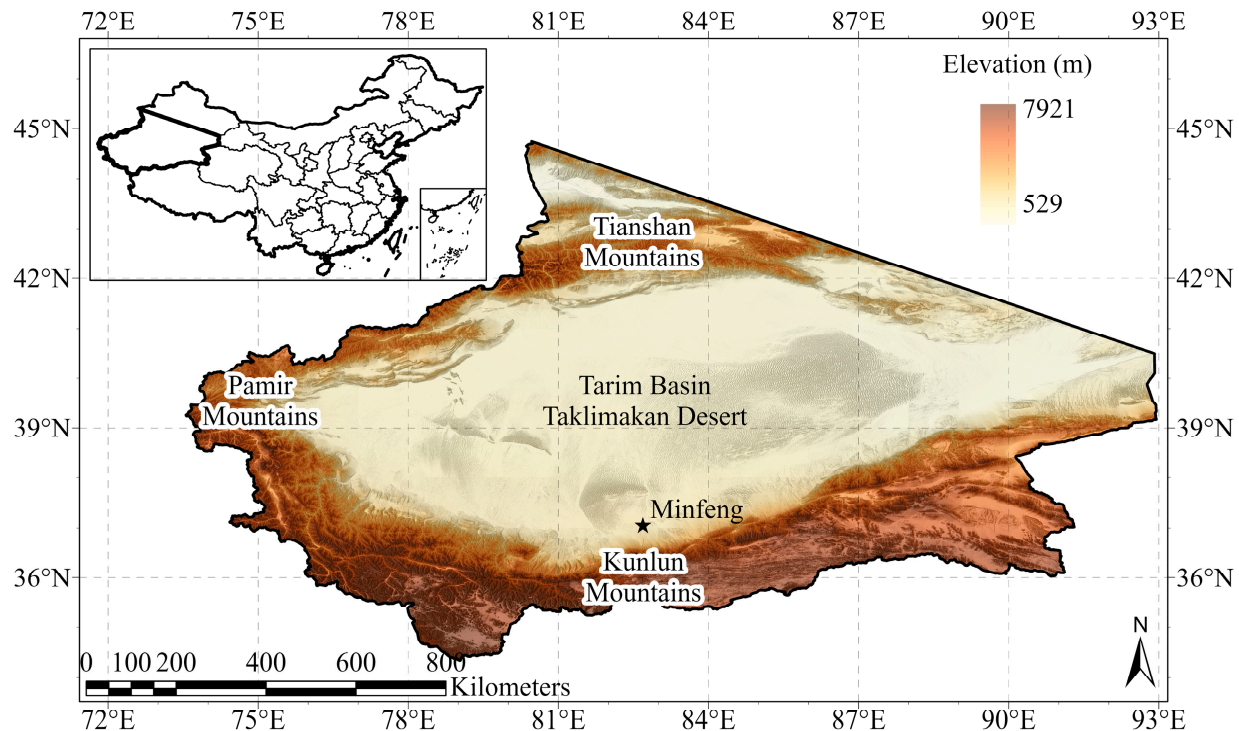 72°E 75°E 78°E 81°E 84°E 87°E 90°E 93°E
Elevation (m)
7921
529
45°N 45°N
Tianshan
Mountains
42°N 42°N
Pamir
Mountains
Tarim Basin
Taklimakan Desert
39°N 39°N
Minfeng
Kunlun
Mountains
36°N 36°N
N
0 100 200 400 600 800
Kilometers
72°E 75°E 78°E 81°E 84°E 87°E 90°E 93°E